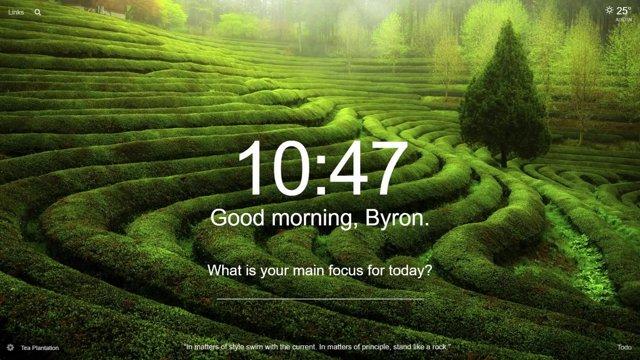 Links
25°
10:47
Good morning, Byron.
What is your main focus for today?
Tea Plantation
"In matters of style swim with the current. In matters of principle, stand like a rock."
Todo